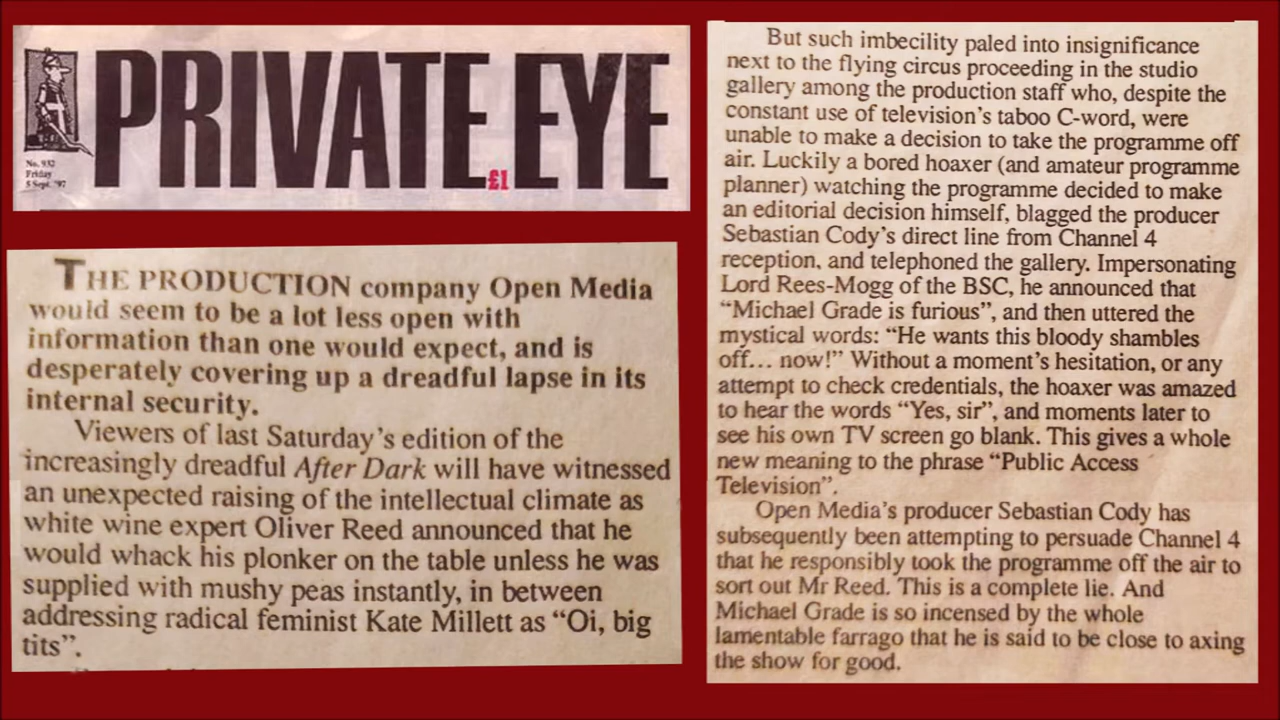 PRIVATE EYE
No. 932
Friday
5 Sept. '97
£1
THE PRODUCTION company Open Media
would seem to be a lot less open with
information than one would expect, and is
desperately covering up a dreadful lapse in its
internal security.
Viewers of last Saturday's edition of the
increasingly dreadful After Dark will have witnessed
an unexpected raising of the intellectual climate as
white wine expert Oliver Reed announced that he
would whack his plonker on the table unless he was
supplied with mushy peas instantly, in between
addressing radical feminist Kate Millett as "Oi, big
tits".
But such imbecility paled into insignificance
next to the flying circus proceeding in the studio
gallery among the production staff who, despite the
constant use of television's taboo C-word, were
unable to make a decision to take the programme off
air. Luckily a bored hoaxer (and amateur programme
planner) watching the programme decided to make
an editorial decision himself, blagged the producer
Sebastian Cody's direct line from Channel 4
reception, and telephoned the gallery. Impersonating
Lord Rees-Mogg of the BSC, he announced that
"Michael Grade is furious", and then uttered the
mystical words: "He wants this bloody shambles
off... now!" Without a moment's hesitation, or any
attempt to check credentials, the hoaxer was amazed
to hear the words "Yes, sir", and moments later to
see his own TV screen go blank. This gives a whole
new meaning to the phrase "Public Access
Television".
Open Media's producer Sebastian Cody has
subsequently been attempting to persuade Channel 4
that he responsibly took the programme off the air to
sort out Mr Reed. This is a complete lie. And
Michael Grade is so incensed by the whole
lamentable farrago that he is said to be close to axing
the show for good.